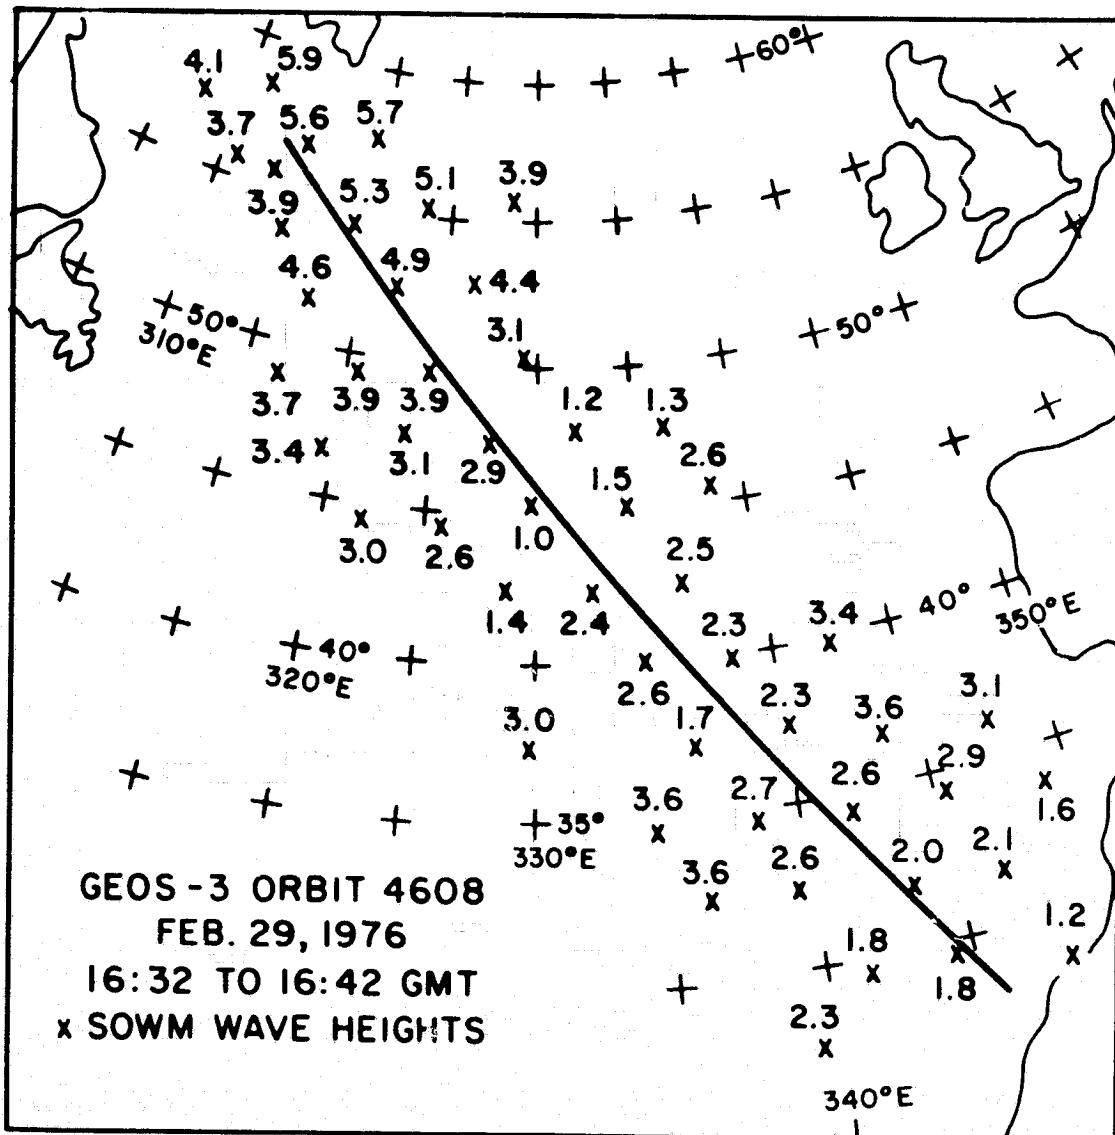 60°
4.1 5.9
3.7 5.6 5.7
3.9 5.3 5.1 3.9
4.6 4.9 4.4
50° 3.1 50°
310°E
3.7 3.9 3.9 1.2 1.3
3.4 3.1 2.9 1.5 2.6
3.0 2.6 1.0
2.5
1.4 2.4 2.3 3.4 40° 350°E
40°
320°E 2.6 2.3 3.6 3.1
3.0 1.7
2.6 2.9
3.6 2.7 1.6
35°
330°E 2.6 2.0 2.1
3.6
GEOS-3 ORBIT 4608
FEB. 29, 1976
16:32 TO 16:42 GMT
x SOWM WAVE HEIGHTS
1.8 1.8 1.2
2.3
340°E